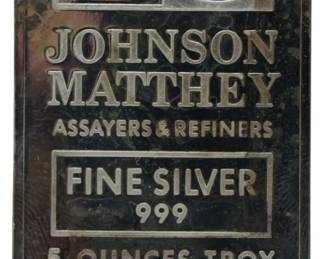 JOHNSON
MATTHEY
ASSAYERS & REFINERS
FINE SILVER
999
5 OUNCES TROY